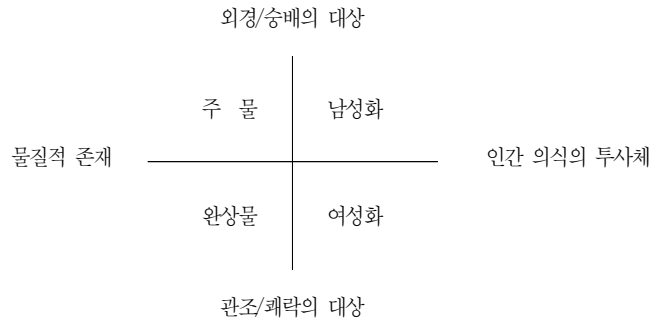 외경/숭배의 대상
주 물 남성화
물질적 존재 인간 의식의 투사체
완상물 여성화
관조/쾌락의 대상